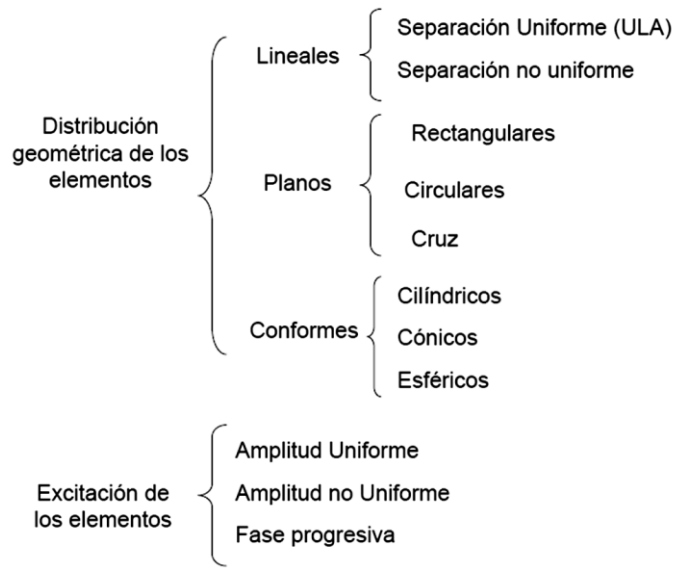 Distribución
geométrica de los
elementos
Lineales
Separación Uniforme (ULA)
Separación no uniforme
Planos
Rectangulares
Circulares
Cruz
Conformes
Cilíndricos
Cónicos
Esféricos
Excitación de
los elementos
Amplitud Uniforme
Amplitud no Uniforme
Fase progresiva